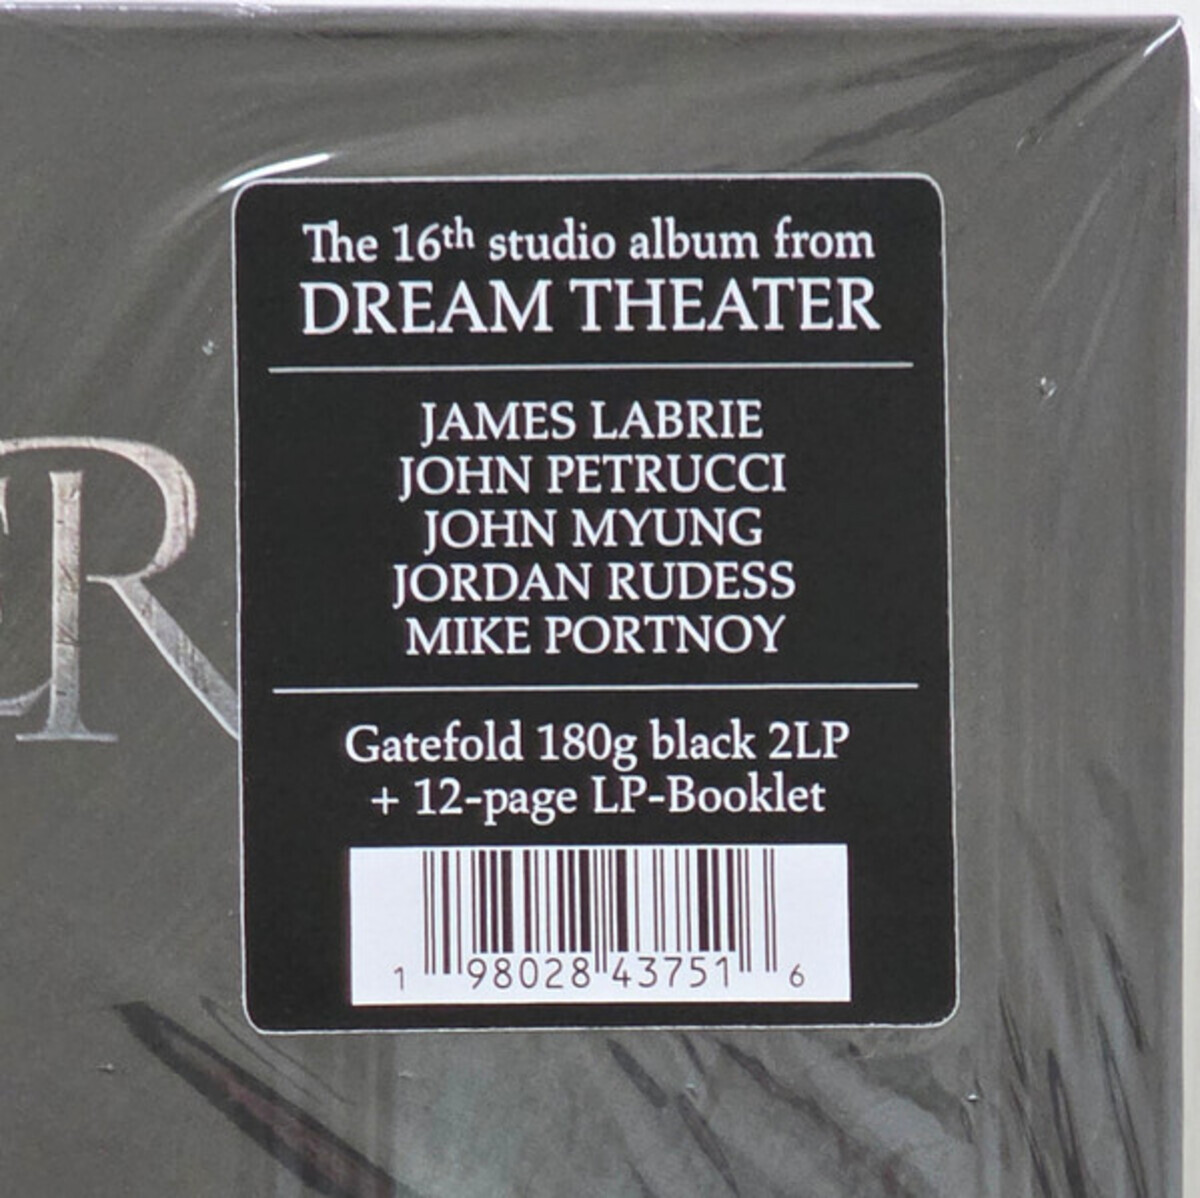 The 16th studio album from
DREAM THEATER
JAMES LABRIE
JOHN PETRUCCI
JOHN MYUNG
JORDAN RUDESS
MIKE PORTNOY
R
Gatefold 180g black 2LP
+ 12-page LP-Booklet
1 98028 43751 6